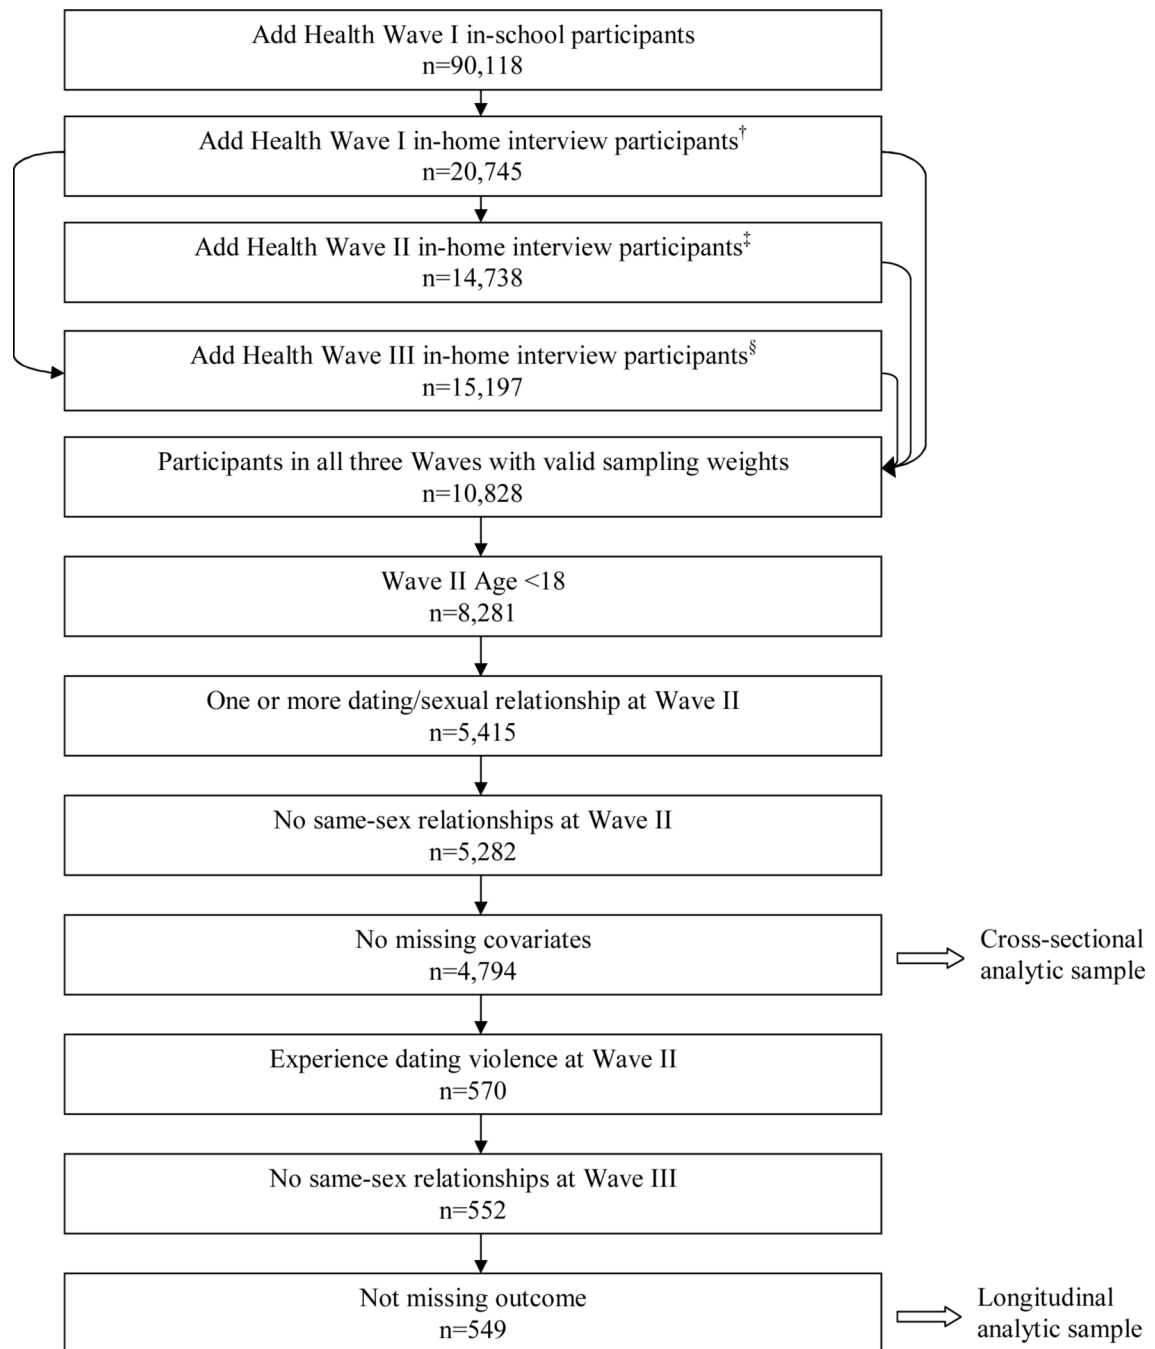 Add Health Wave I in-school participants
n=90,118
Add Health Wave I in-home interview participants†
n=20,745
Add Health Wave II in-home interview participants‡
n=14,738
Add Health Wave III in-home interview participants§
n=15,197
Participants in all three Waves with valid sampling weights
n=10,828
Wave II Age <18
n=8,281
One or more dating/sexual relationship at Wave II
n=5,415
No same-sex relationships at Wave II
n=5,282
No missing covariates
n=4,794
Cross-sectional
analytic sample
Experience dating violence at Wave II
n=570
No same-sex relationships at Wave III
n=552
Not missing outcome
n=549
Longitudinal
analytic sample